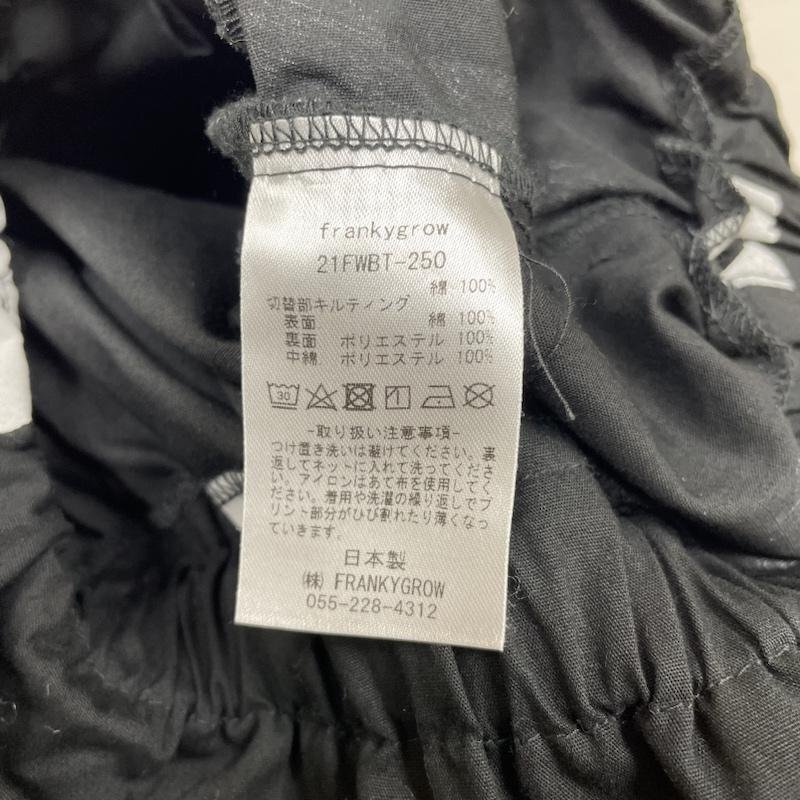 frankygrow
21FWBT-250
綿 100%
切替部キルティング
表面 綿 100%
裏面 ポリエステル 100%
中綿 ポリエステル 100%
30
-取り扱い注意事項-
つけ置き洗いは避けてください。裏
返してネットに入れて洗ってくださ
い。アイロンはあて布を使用してく
ださい。着用や洗濯の繰り返しでプ
リント部分がひび割れたり薄くなっ
ていきます。
日本製
(株) FRANKYGROW
055-228-4312